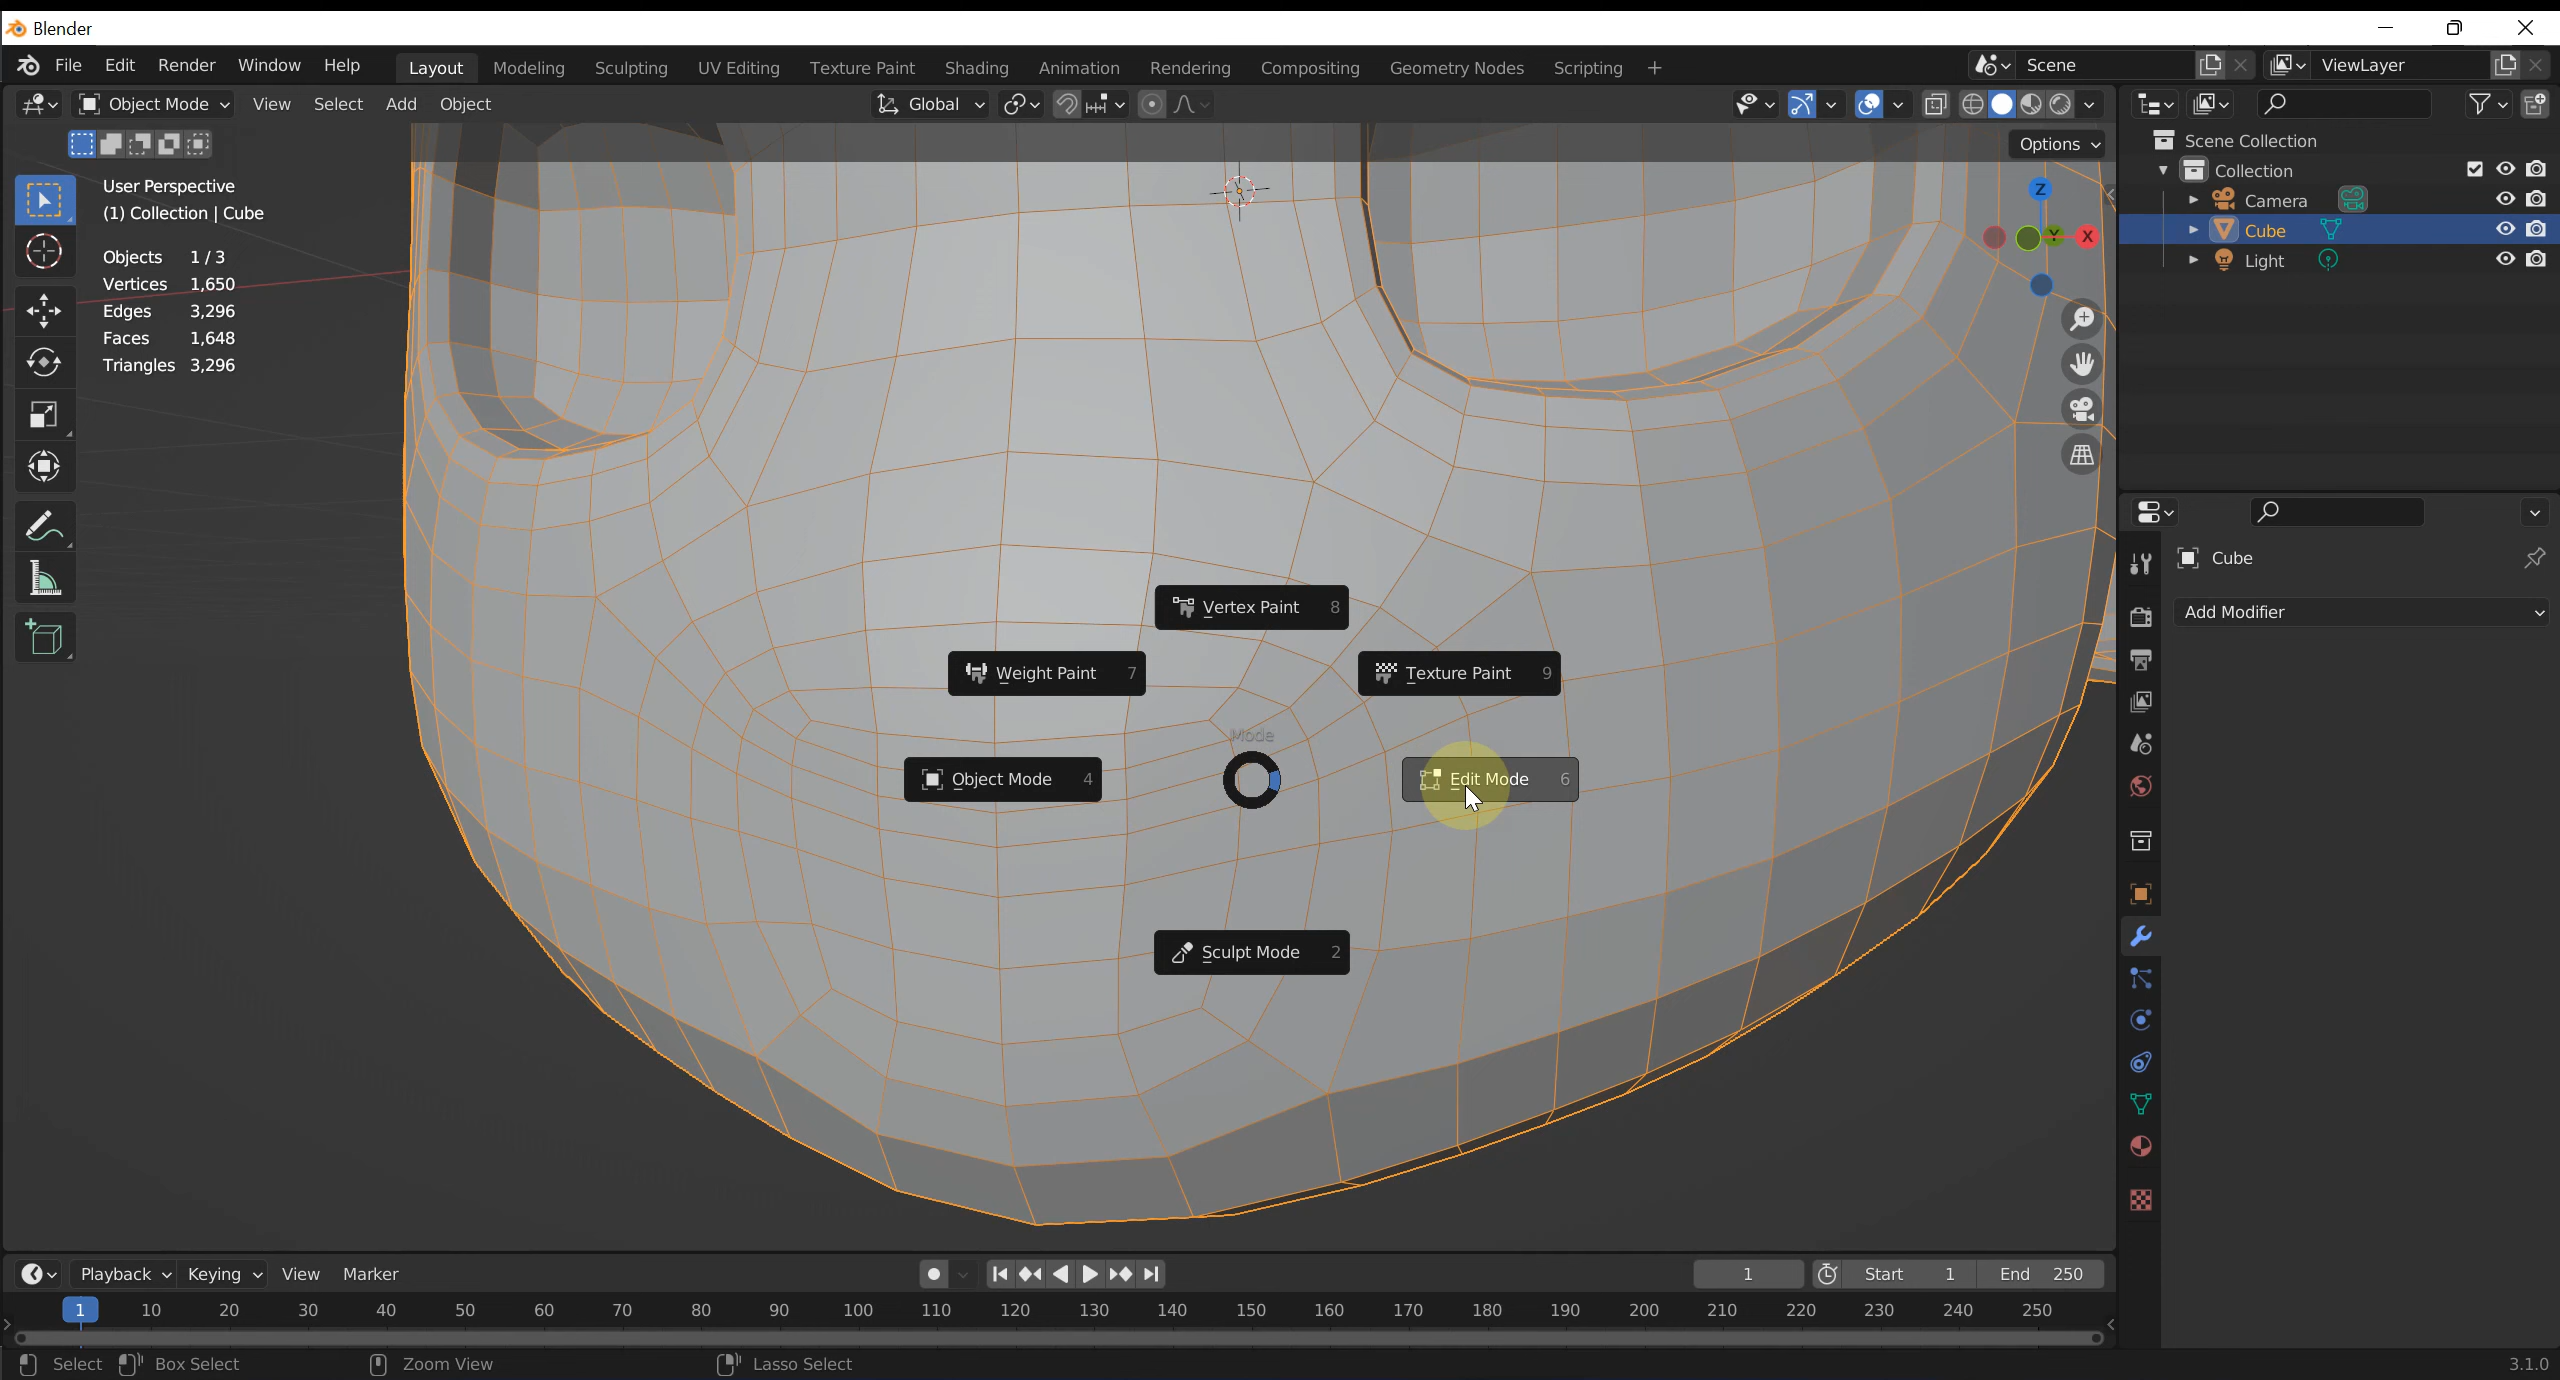 Blender
File Edit Render Window Help Layout Modeling Sculpting UV Editing Texture Paint Shading Animation Rendering Compositing Geometry Nodes Scripting + Scene ViewLayer
Object Mode View Select Add Object Global
Options
User Perspective
(1) Collection | Cube
Objects 1 / 3
Vertices 1,650
Edges 3,296
Faces 1,648
Triangles 3,296
Z
Y
X
Scene Collection
Collection
Camera
Cube
Light
Cube
Add Modifier
Vertex Paint 8
Weight Paint 7
Texture Paint 9
Mode
Object Mode 4
Edit Mode 6
Sculpt Mode 2
Playback Keying View Marker 1 Start 1 End 250
1 10 20 30 40 50 60 70 80 90 100 110 120 130 140 150 160 170 180 190 200 210 220 230 240 250
Select Box Select Zoom View Lasso Select 3.1.0